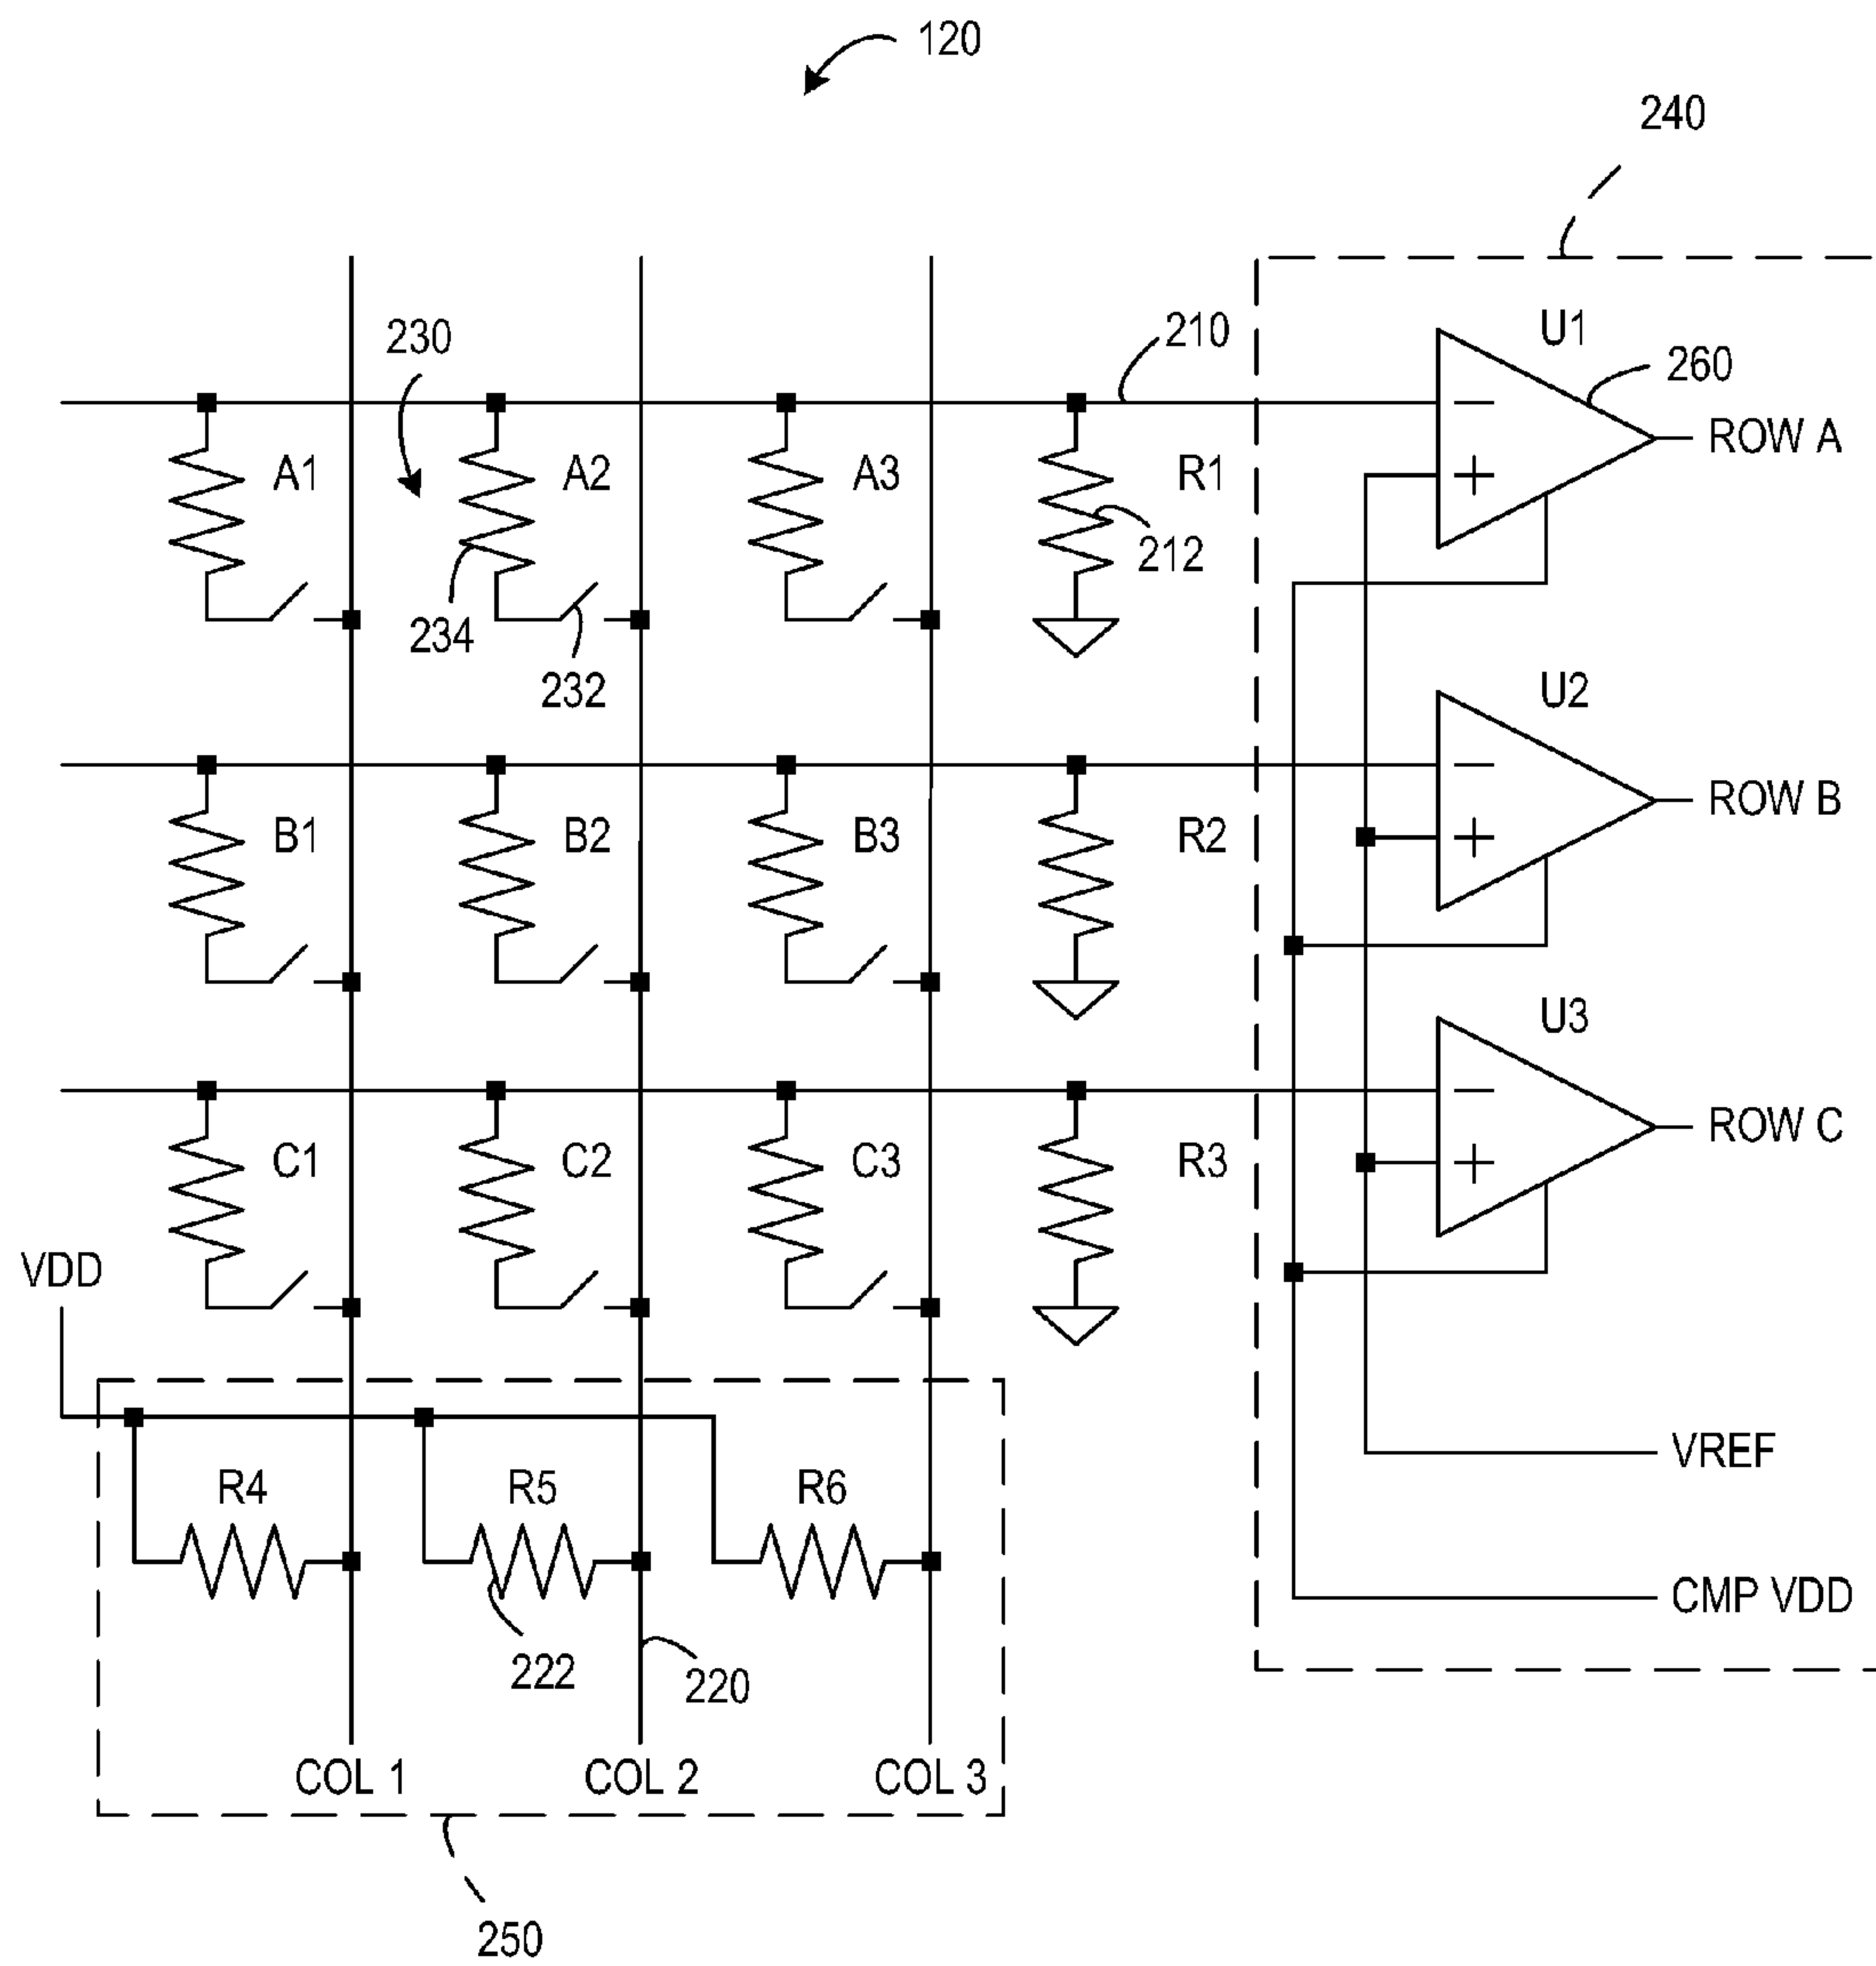 120
240
U1
230
210
260
ROW A
A1
A2
A3
R1
212
234
232
U2
ROW B
B1
B2
B3
R2
U3
ROW C
C1
C2
C3
R3
VDD
VREF
R4
R5
R6
CMP VDD
222
220
COL 1
COL 2
COL 3
250